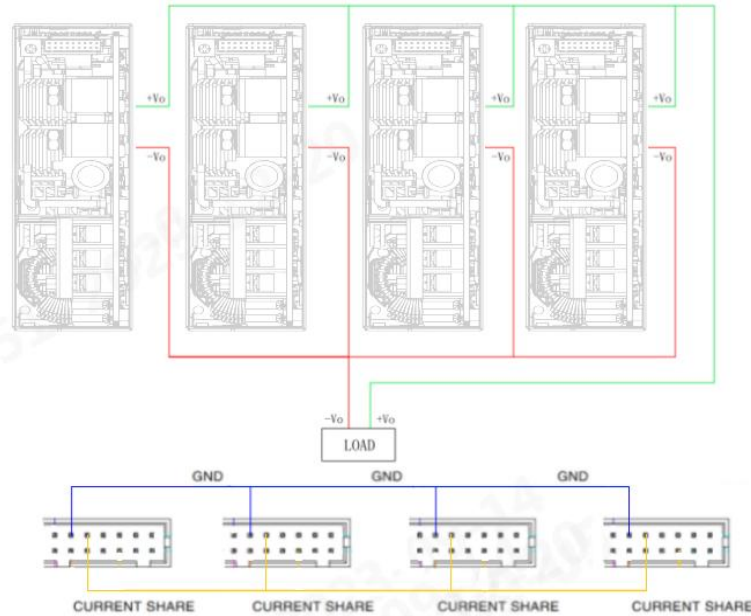 +Vo +Vo +Vo +Vo
-Vo -Vo -Vo -Vo
-Vo +Vo
LOAD
GND GND GND
CURRENT SHARE CURRENT SHARE CURRENT SHARE CURRENT SHARE